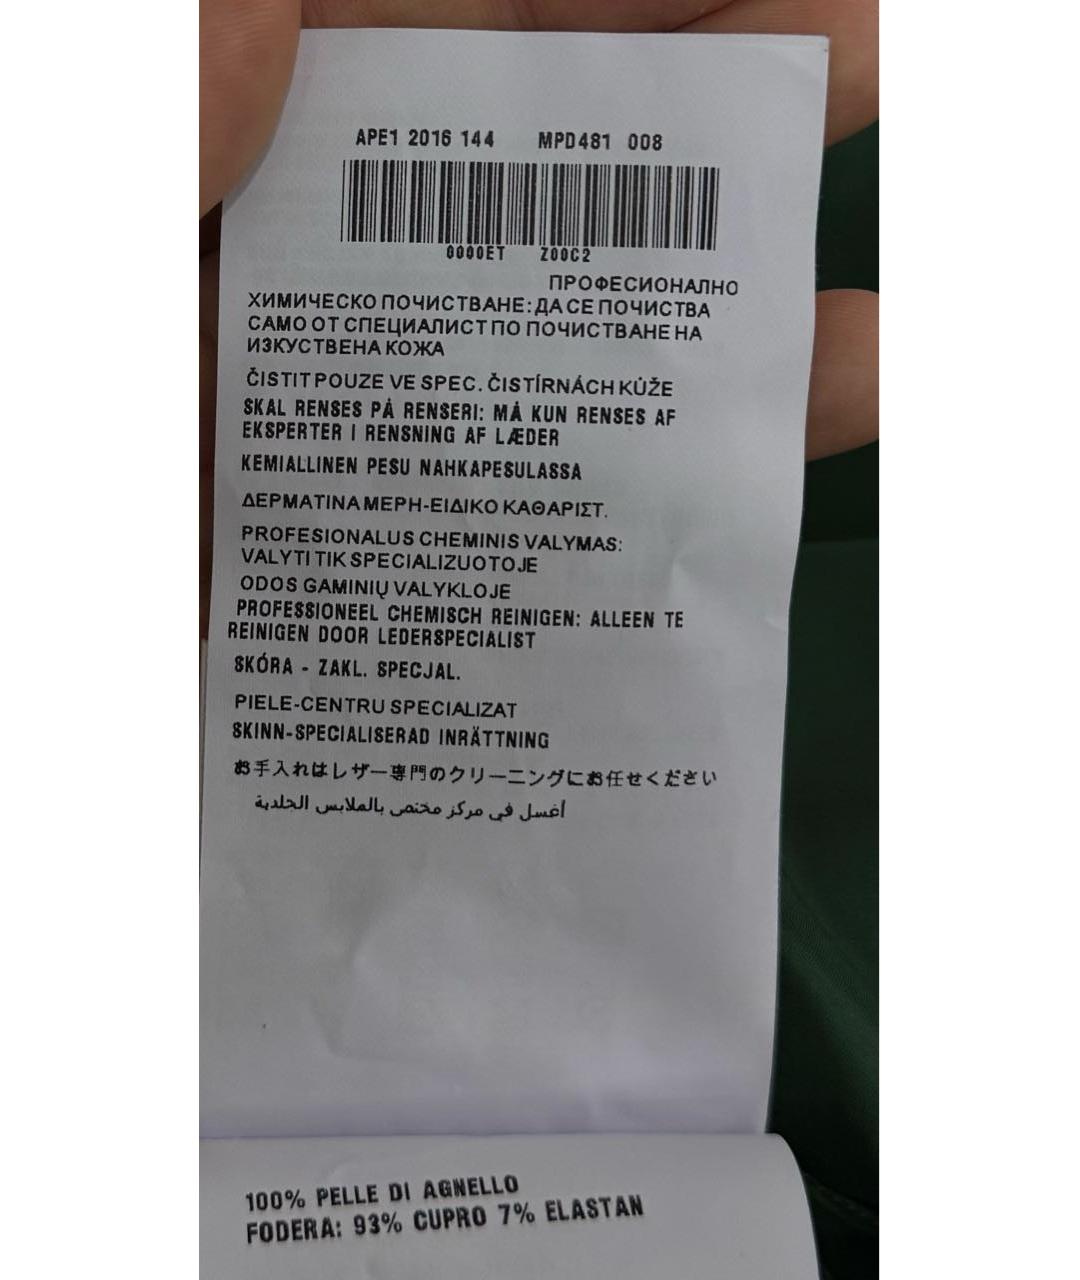 APE1 2016 144 MPD481 008
0000ET Z00C2
ПРОФЕСИОНАЛНО
ХИМИЧЕСКО ПОЧИСТВАНЕ: ДА СЕ ПОЧИСТВА
САМО ОТ СПЕЦИАЛИСТ ПО ПОЧИСТВАНЕ НА
ИЗКУСТВЕНА КОЖА
ČISTIT POUZE VE SPEC. ČISTÍRNÁCH KŮŽE
SKAL RENSES PÅ RENSERI: MÅ KUN RENSES AF
EKSPERTER I RENSNING AF LÆDER
KEMIALLINEN PESU NAHKAPESULASSA
ΔΕΡΜΑΤΙΝΑ ΜΕΡΗ-ΕΙΔΙΚΟ ΚΑΘΑΡΙΣΤ.
PROFESIONALUS CHEMINIS VALYMAS:
VALYTI TIK SPECIALIZUOTOJE
ODOS GAMINIŲ VALYKLOJE
PROFESSIONEEL CHEMISCH REINIGEN: ALLEEN TE
REINIGEN DOOR LEDERSPECIALIST
SKÓRA - ZAKL. SPECJAL.
PIELE-CENTRU SPECIALIZAT
SKINN-SPECIALISERAD INRÄTTNING
お手入れはレザー専門のクリーニングにお任せください
أغسل في مركز مختص بالملابس الجلدية
100% PELLE DI AGNELLO
FODERA: 93% CUPRO 7% ELASTAN